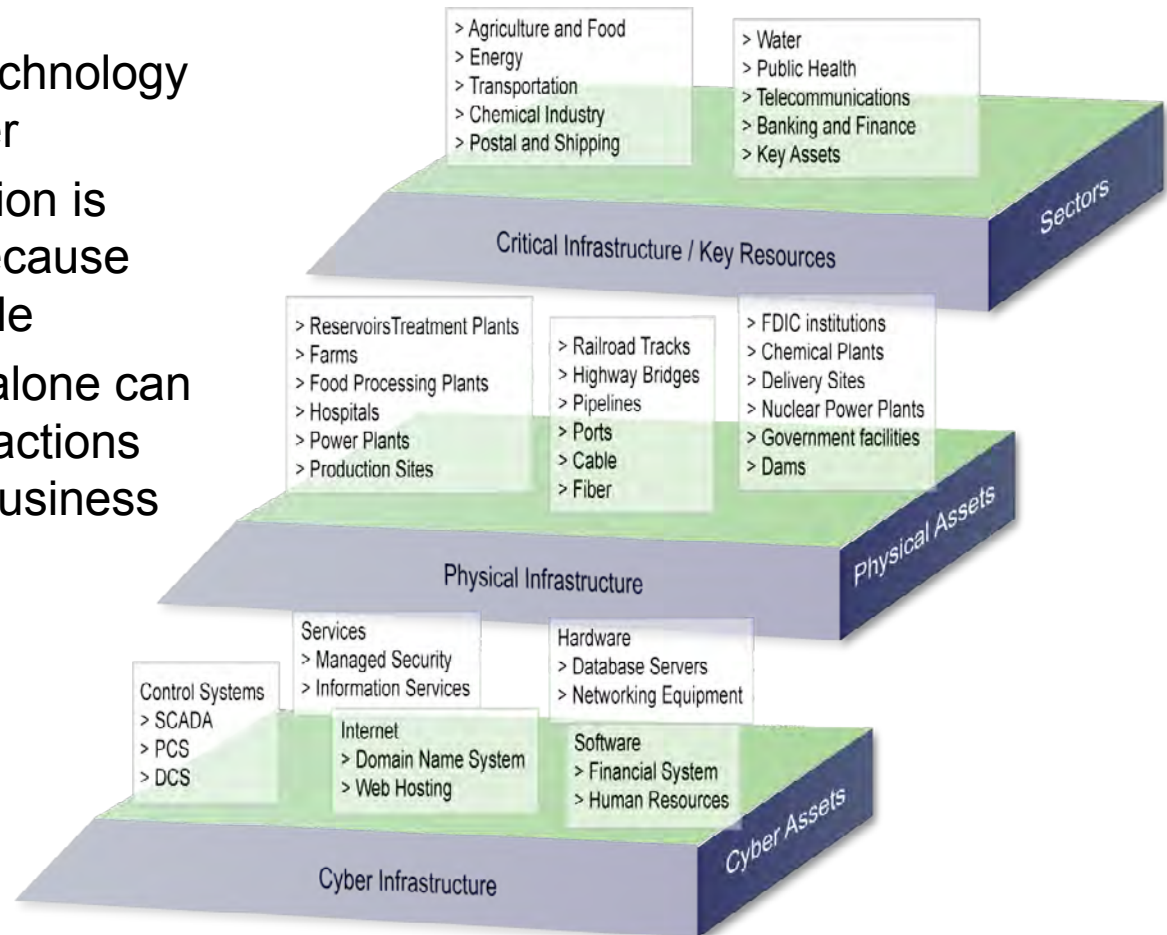 chnology
er
ion is
ecause
le
alone can
actions
usiness
> Agriculture and Food
> Energy
> Transportation
> Chemical Industry
> Postal and Shipping
> Water
> Public Health
> Telecommunications
> Banking and Finance
> Key Assets
Critical Infrastructure / Key Resources
Sectors
> ReservoirsTreatment Plants
> Farms
> Food Processing Plants
> Hospitals
> Power Plants
> Production Sites
> Railroad Tracks
> Highway Bridges
> Pipelines
> Ports
> Cable
> Fiber
> FDIC institutions
> Chemical Plants
> Delivery Sites
> Nuclear Power Plants
> Government facilities
> Dams
Physical Infrastructure
Physical Assets
Control Systems
> SCADA
> PCS
> DCS
Services
> Managed Security
> Information Services
Internet
> Domain Name System
> Web Hosting
Hardware
> Database Servers
> Networking Equipment
Software
> Financial System
> Human Resources
Cyber Infrastructure
Cyber Assets